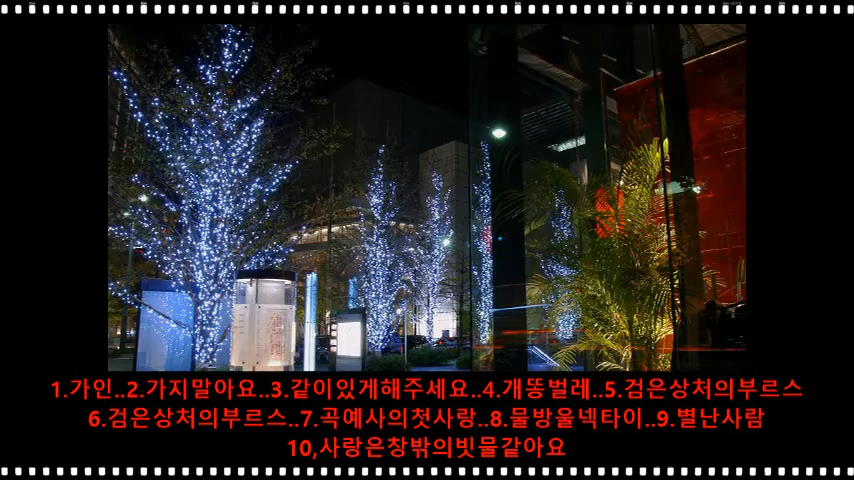 1.가인..2.가지말아요..3.같이있게해주세요..4.개똥벌레..5.검은상처의부르스
6.검은상처의부르스..7.곡예사의첫사랑..8.물방울넥타이..9.별난사람
10,사랑은창밖의빗물같아요